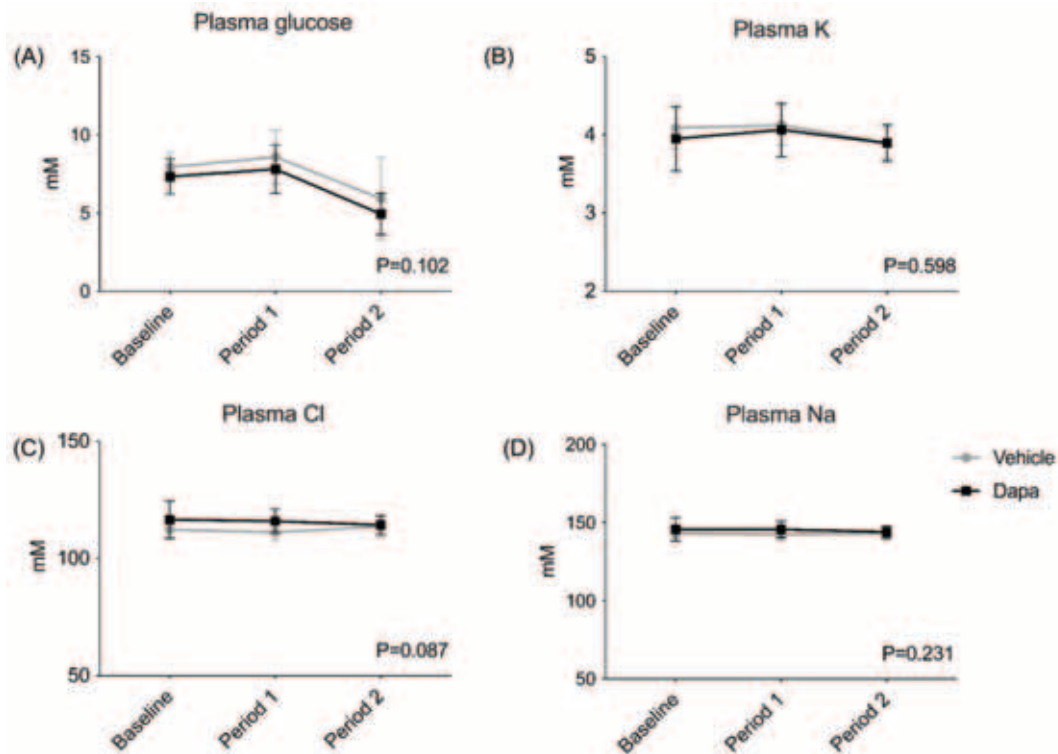 Plasma glucose
(A)
15
10
5
0
mM
P=0.102
Baseline
Period 1
Period 2
Plasma K
(B)
5
4
3
2
mM
P=0.598
Baseline
Period 1
Period 2
Plasma Cl
(C)
150
100
50
mM
P=0.087
Baseline
Period 1
Period 2
Plasma Na
(D)
200
150
100
50
mM
P=0.231
Baseline
Period 1
Period 2
Vehicle
Dapa